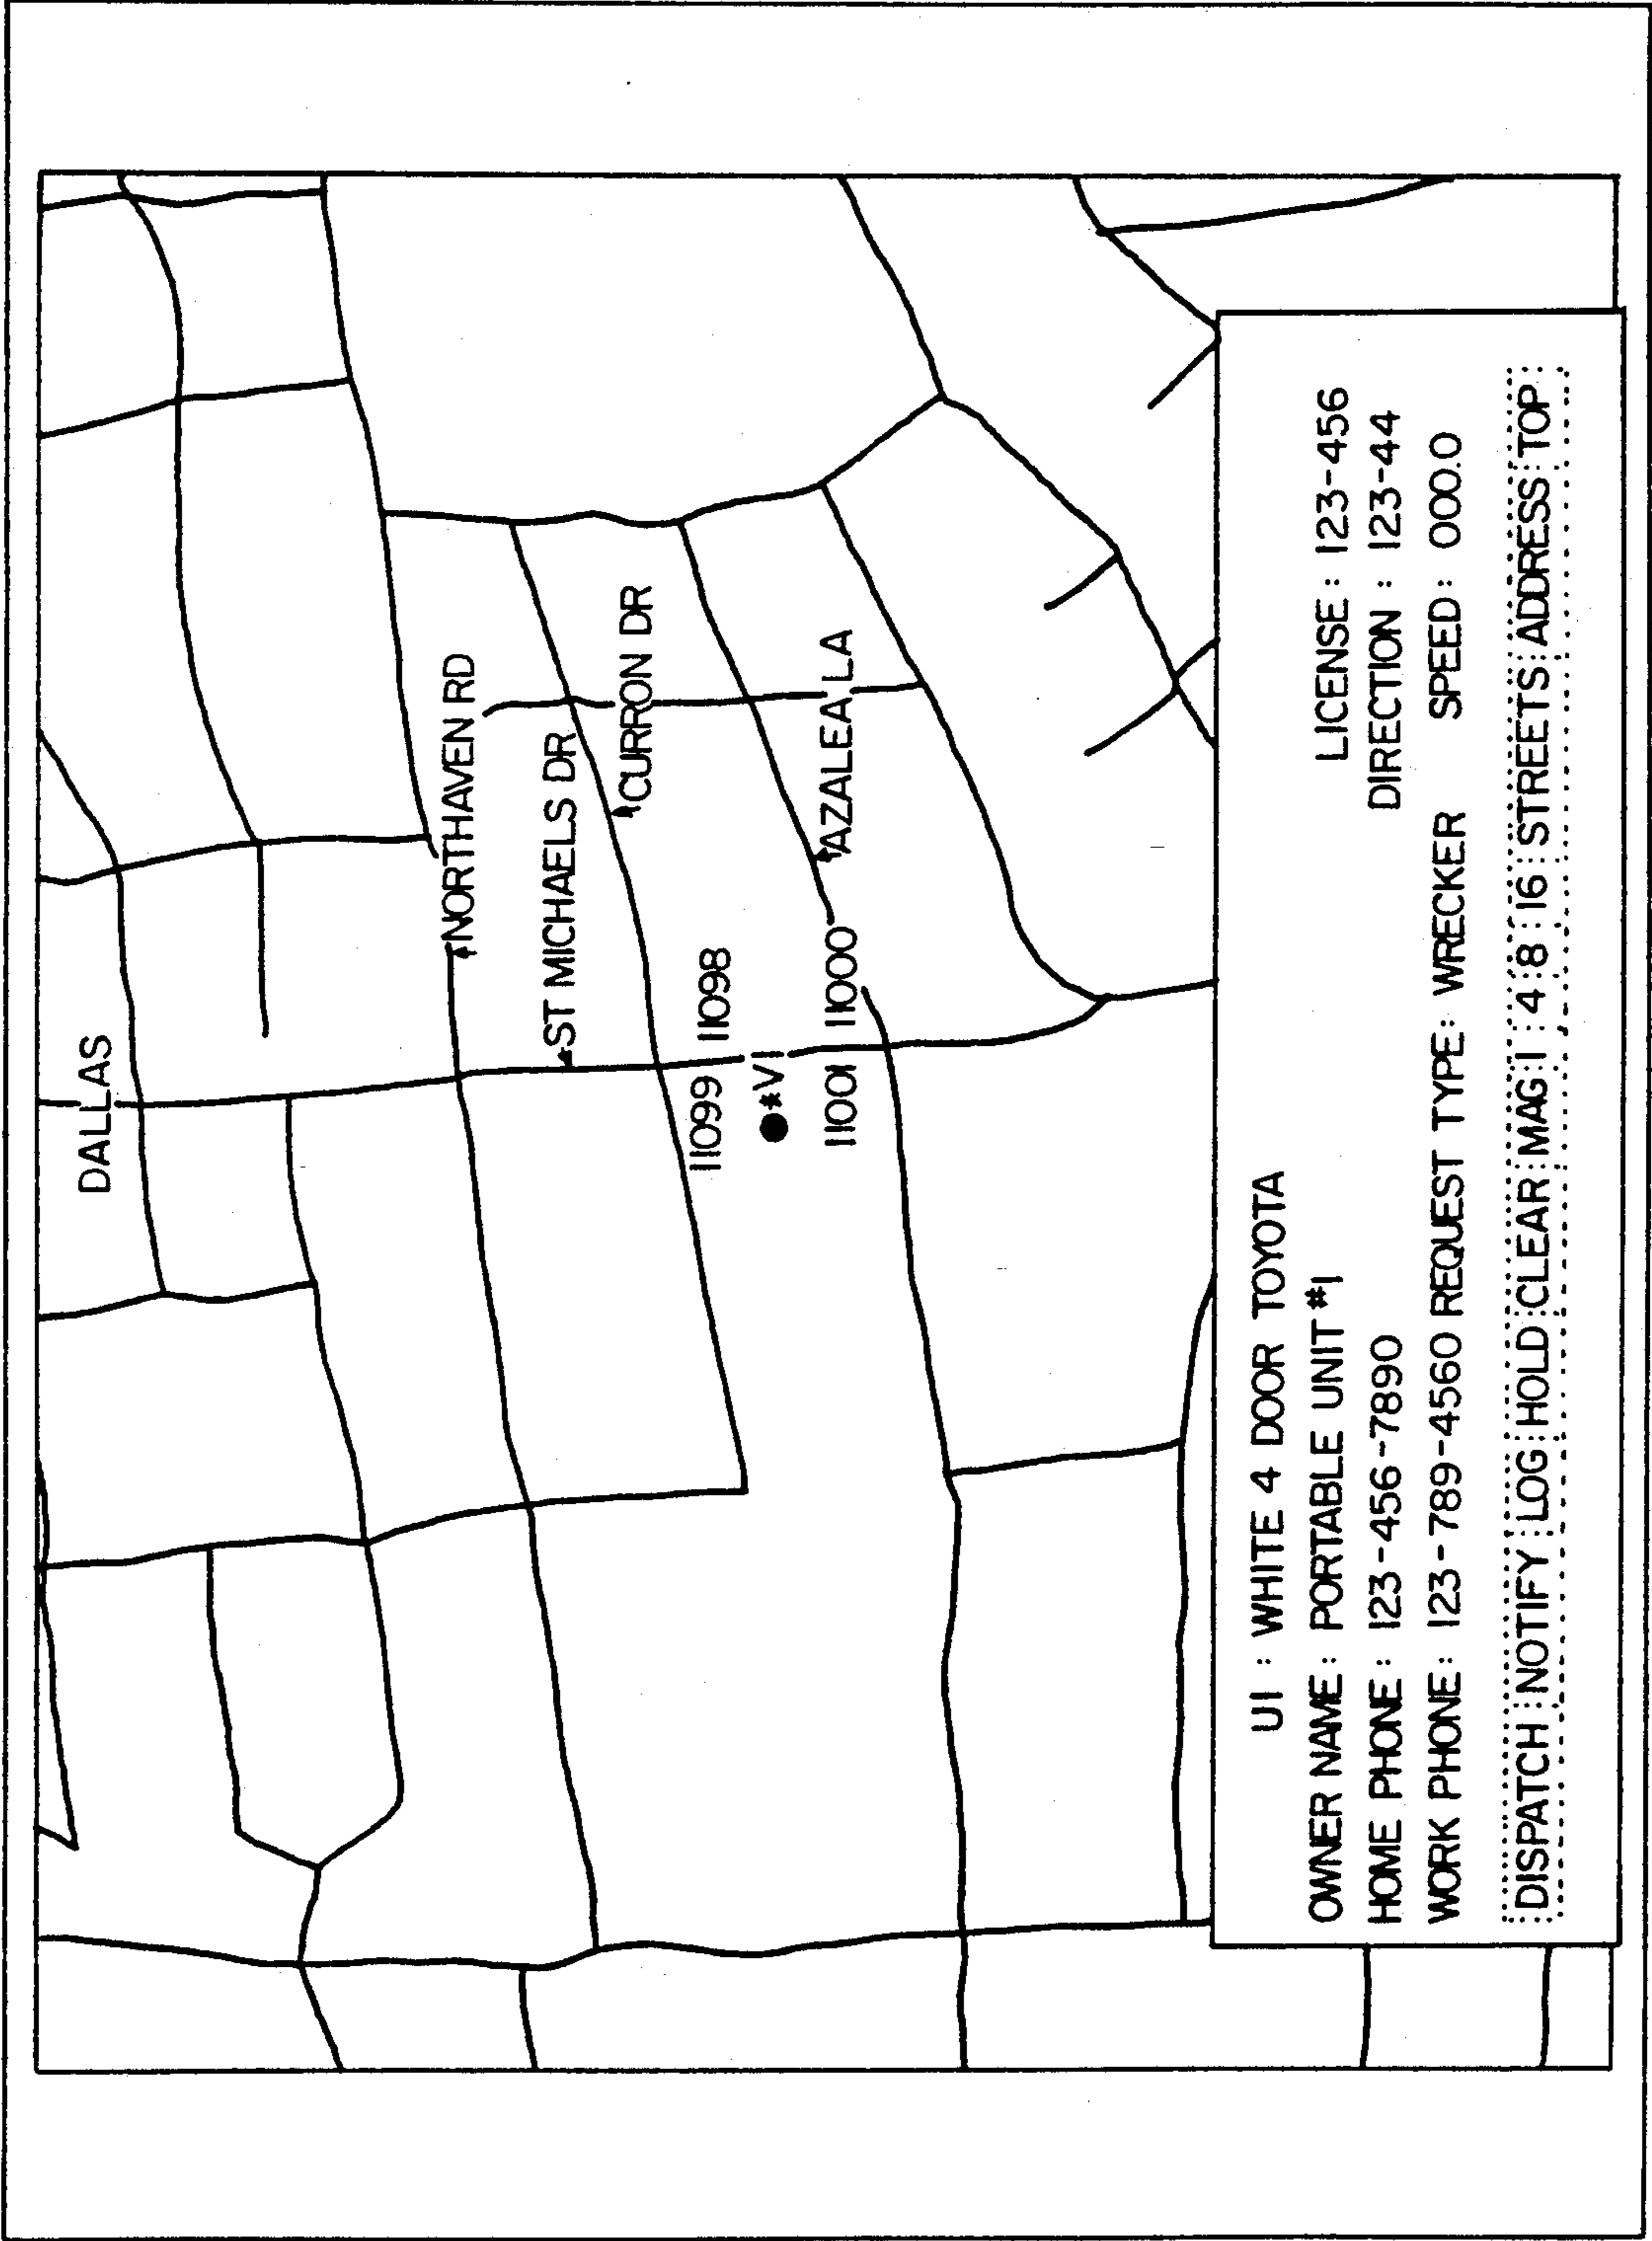 DALLAS
NORTHAVEN RD
ST MICHAELS DR
CURRON DR
11099 11098
*V
11001 11000
AZALEA LA
U1 : WHITE 4 DOOR TOYOTA
OWNER NAME : PORTABLE UNIT #1 LICENSE : 123-456
HOME PHONE : 123-456-7890 DIRECTION : 123-44
WORK PHONE : 123-789-4560 REQUEST TYPE : WRECKER SPEED : 000.0
DISPATCH NOTIFY LOG HOLD CLEAR MAG 1 4 8 16 STREETS ADDRESS TOP